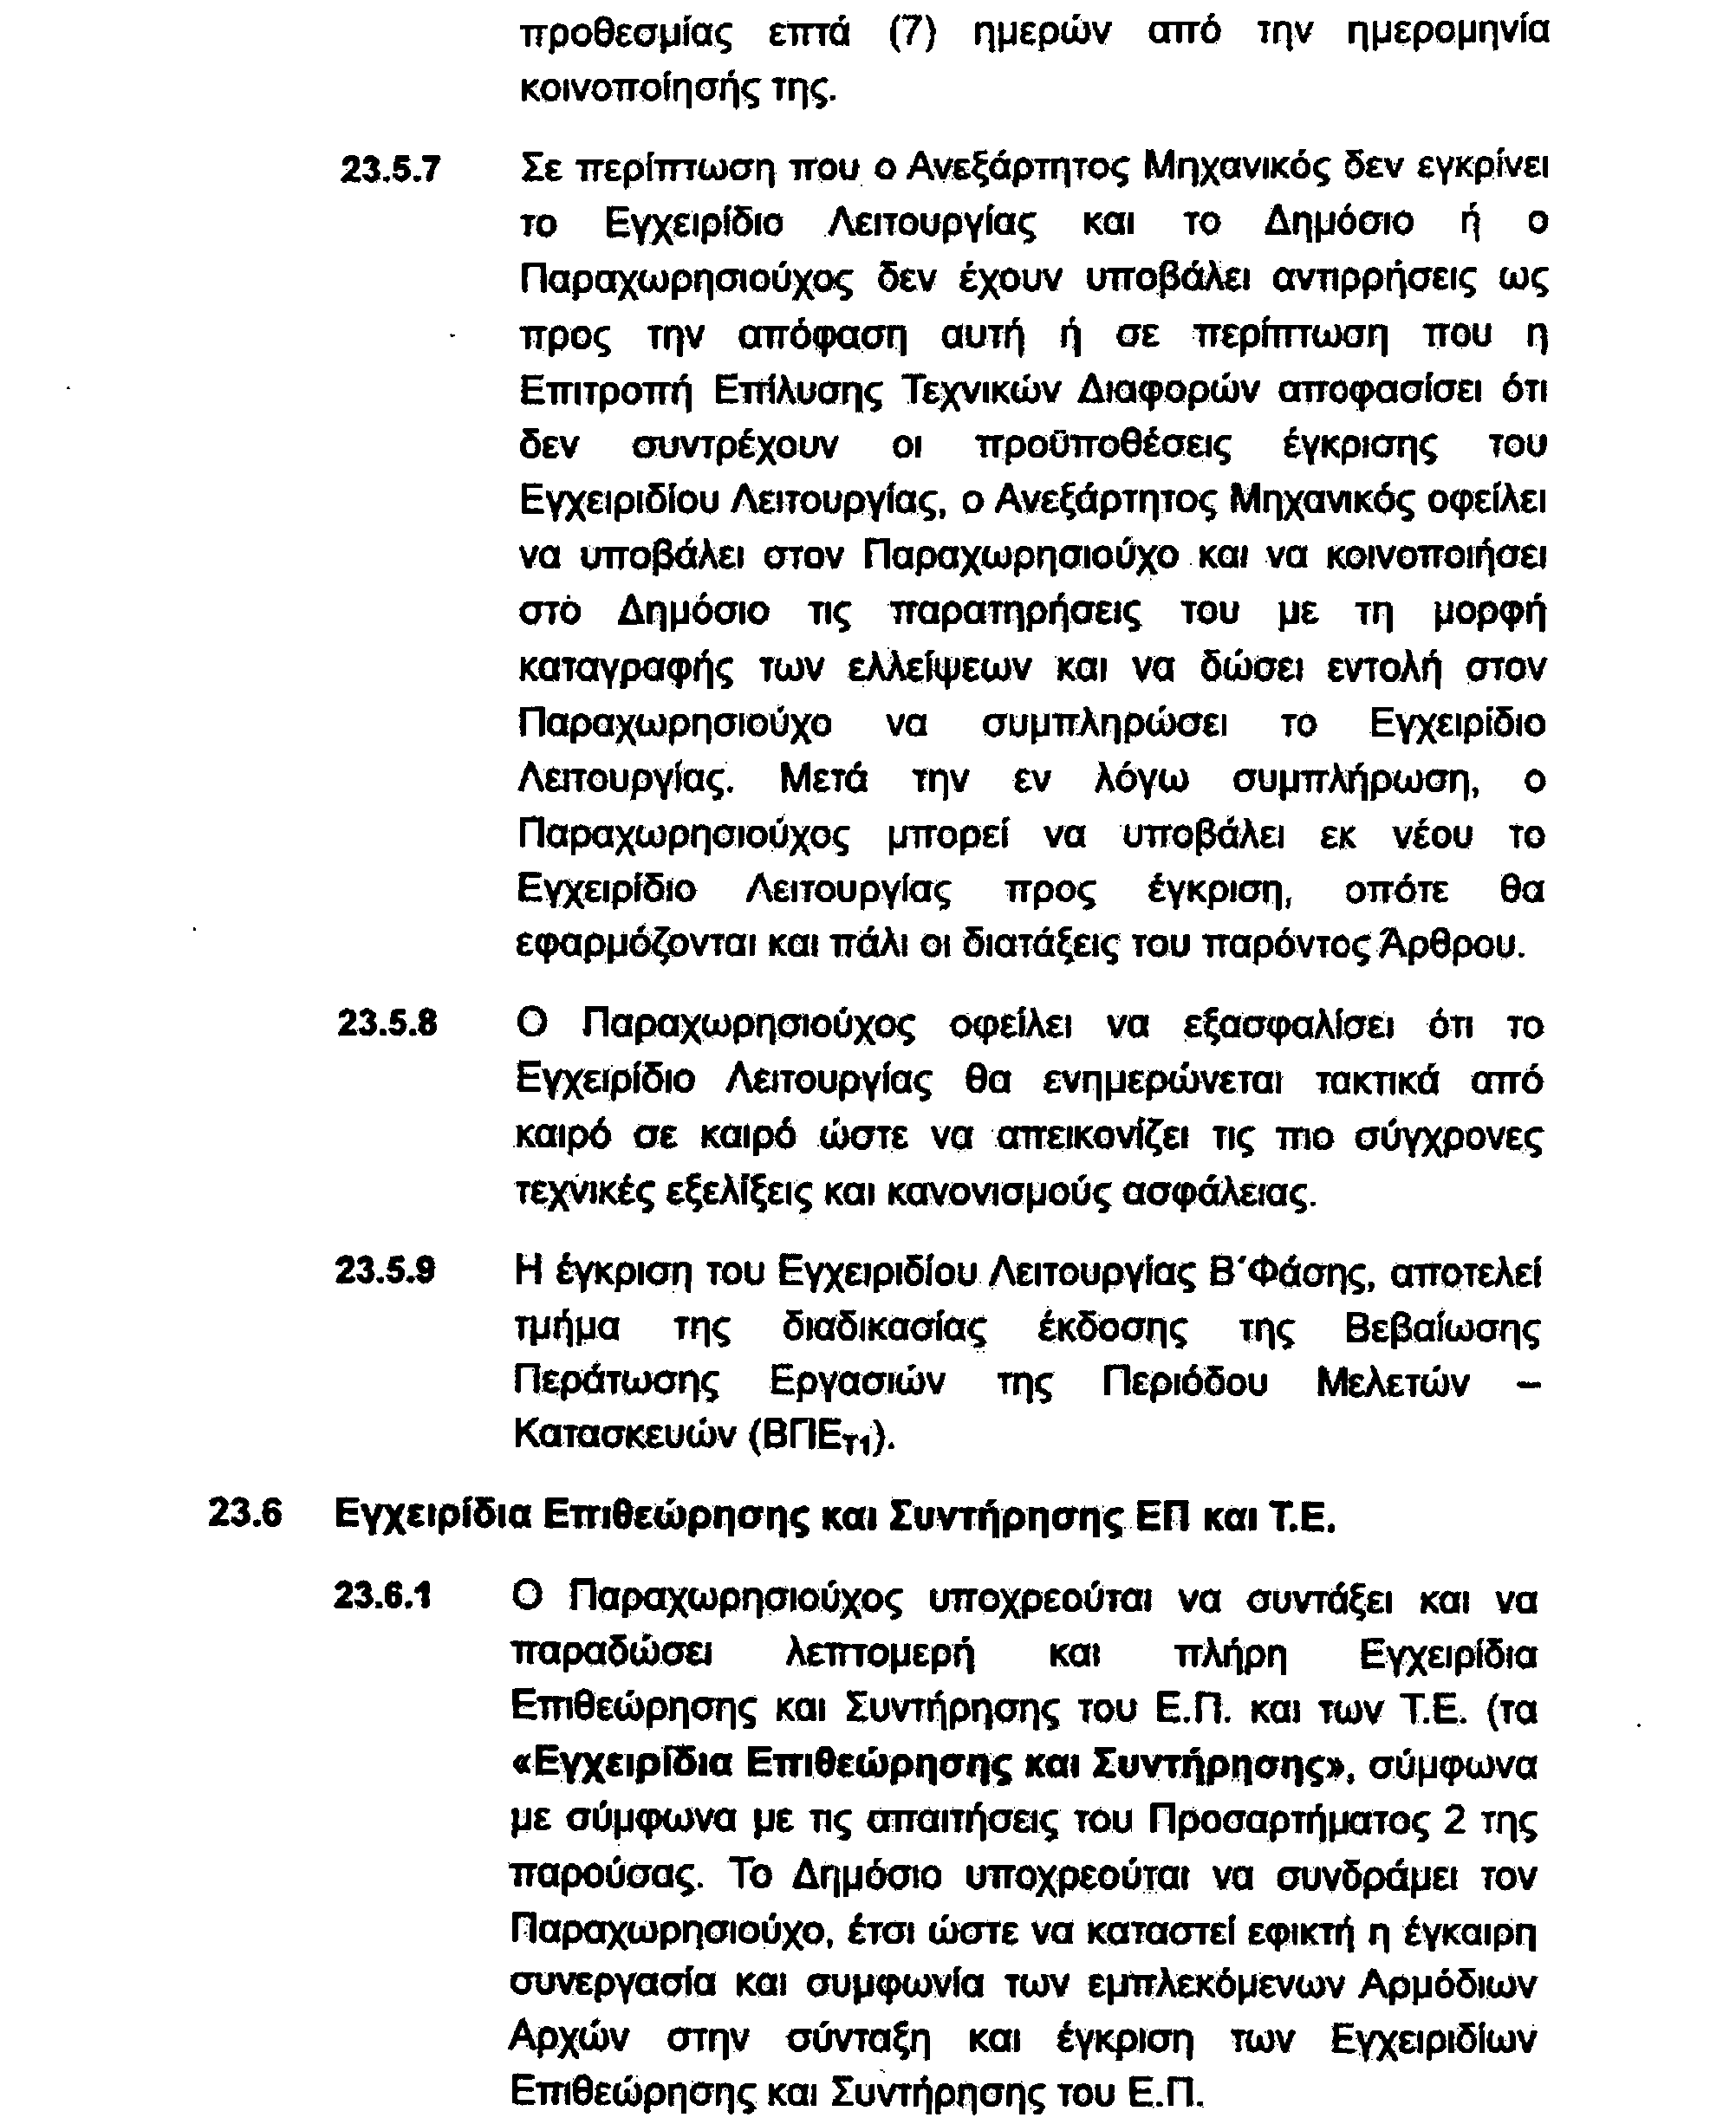 προθεσμίας επτά (7) ημερών από την ημερομηνία
κοινοποίησής της.
23.5.7 Σε περίπτωση που ο Ανεξάρτητος Μηχανικός δεν εγκρίνει
το Εγχειρίδιο Λειτουργίας και το Δημόσιο ή ο
Παραχωρησιούχος δεν έχουν υποβάλει αντιρρήσεις ως
προς την απόφαση αυτή ή σε περίπτωση που η
Επιτροπή Επίλυσης Τεχνικών Διαφορών αποφασίσει ότι
δεν συντρέχουν οι προϋποθέσεις έγκρισης του
Εγχειριδίου Λειτουργίας, ο Ανεξάρτητος Μηχανικός οφείλει
να υποβάλει στον Παραχωρησιούχο και να κοινοποιήσει
στο Δημόσιο τις παρατηρήσεις του με τη μορφή
καταγραφής των ελλείψεων και να δώσει εντολή στον
Παραχωρησιούχο να συμπληρώσει το Εγχειρίδιο
Λειτουργίας. Μετά την εν λόγω συμπλήρωση, ο
Παραχωρησιούχος μπορεί να υποβάλει εκ νέου το
Εγχειρίδιο Λειτουργίας προς έγκριση, οπότε θα
εφαρμόζονται και πάλι οι διατάξεις του παρόντος Άρθρου.
23.5.8 Ο Παραχωρησιούχος οφείλει να εξασφαλίσει ότι το
Εγχειρίδιο Λειτουργίας θα ενημερώνεται τακτικά από
καιρό σε καιρό ώστε να απεικονίζει τις πιο σύγχρονες
τεχνικές εξελίξεις και κανονισμούς ασφάλειας.
23.5.9 Η έγκριση του Εγχειριδίου Λειτουργίας Β΄Φάσης, αποτελεί
τμήμα της διαδικασίας έκδοσης της Βεβαίωσης
Περάτωσης Εργασιών της Περιόδου Μελετών –
Κατασκευών (ΒΠΕΤ1).
23.6 Εγχειρίδια Επιθεώρησης και Συντήρησης ΕΠ και Τ.Ε.
23.6.1 Ο Παραχωρησιούχος υποχρεούται να συντάξει και να
παραδώσει λεπτομερή και πλήρη Εγχειρίδια
Επιθεώρησης και Συντήρησης του Ε.Π. και των Τ.Ε. (τα
«Εγχειρίδια Επιθεώρησης και Συντήρησης», σύμφωνα
με σύμφωνα με τις απαιτήσεις του Προσαρτήματος 2 της
παρούσας. Το Δημόσιο υποχρεούται να συνδράμει τον
Παραχωρησιούχο, έτσι ώστε να καταστεί εφικτή η έγκαιρη
συνεργασία και συμφωνία των εμπλεκόμενων Αρμόδιων
Αρχών στην σύνταξη και έγκριση των Εγχειριδίων
Επιθεώρησης και Συντήρησης του Ε.Π.